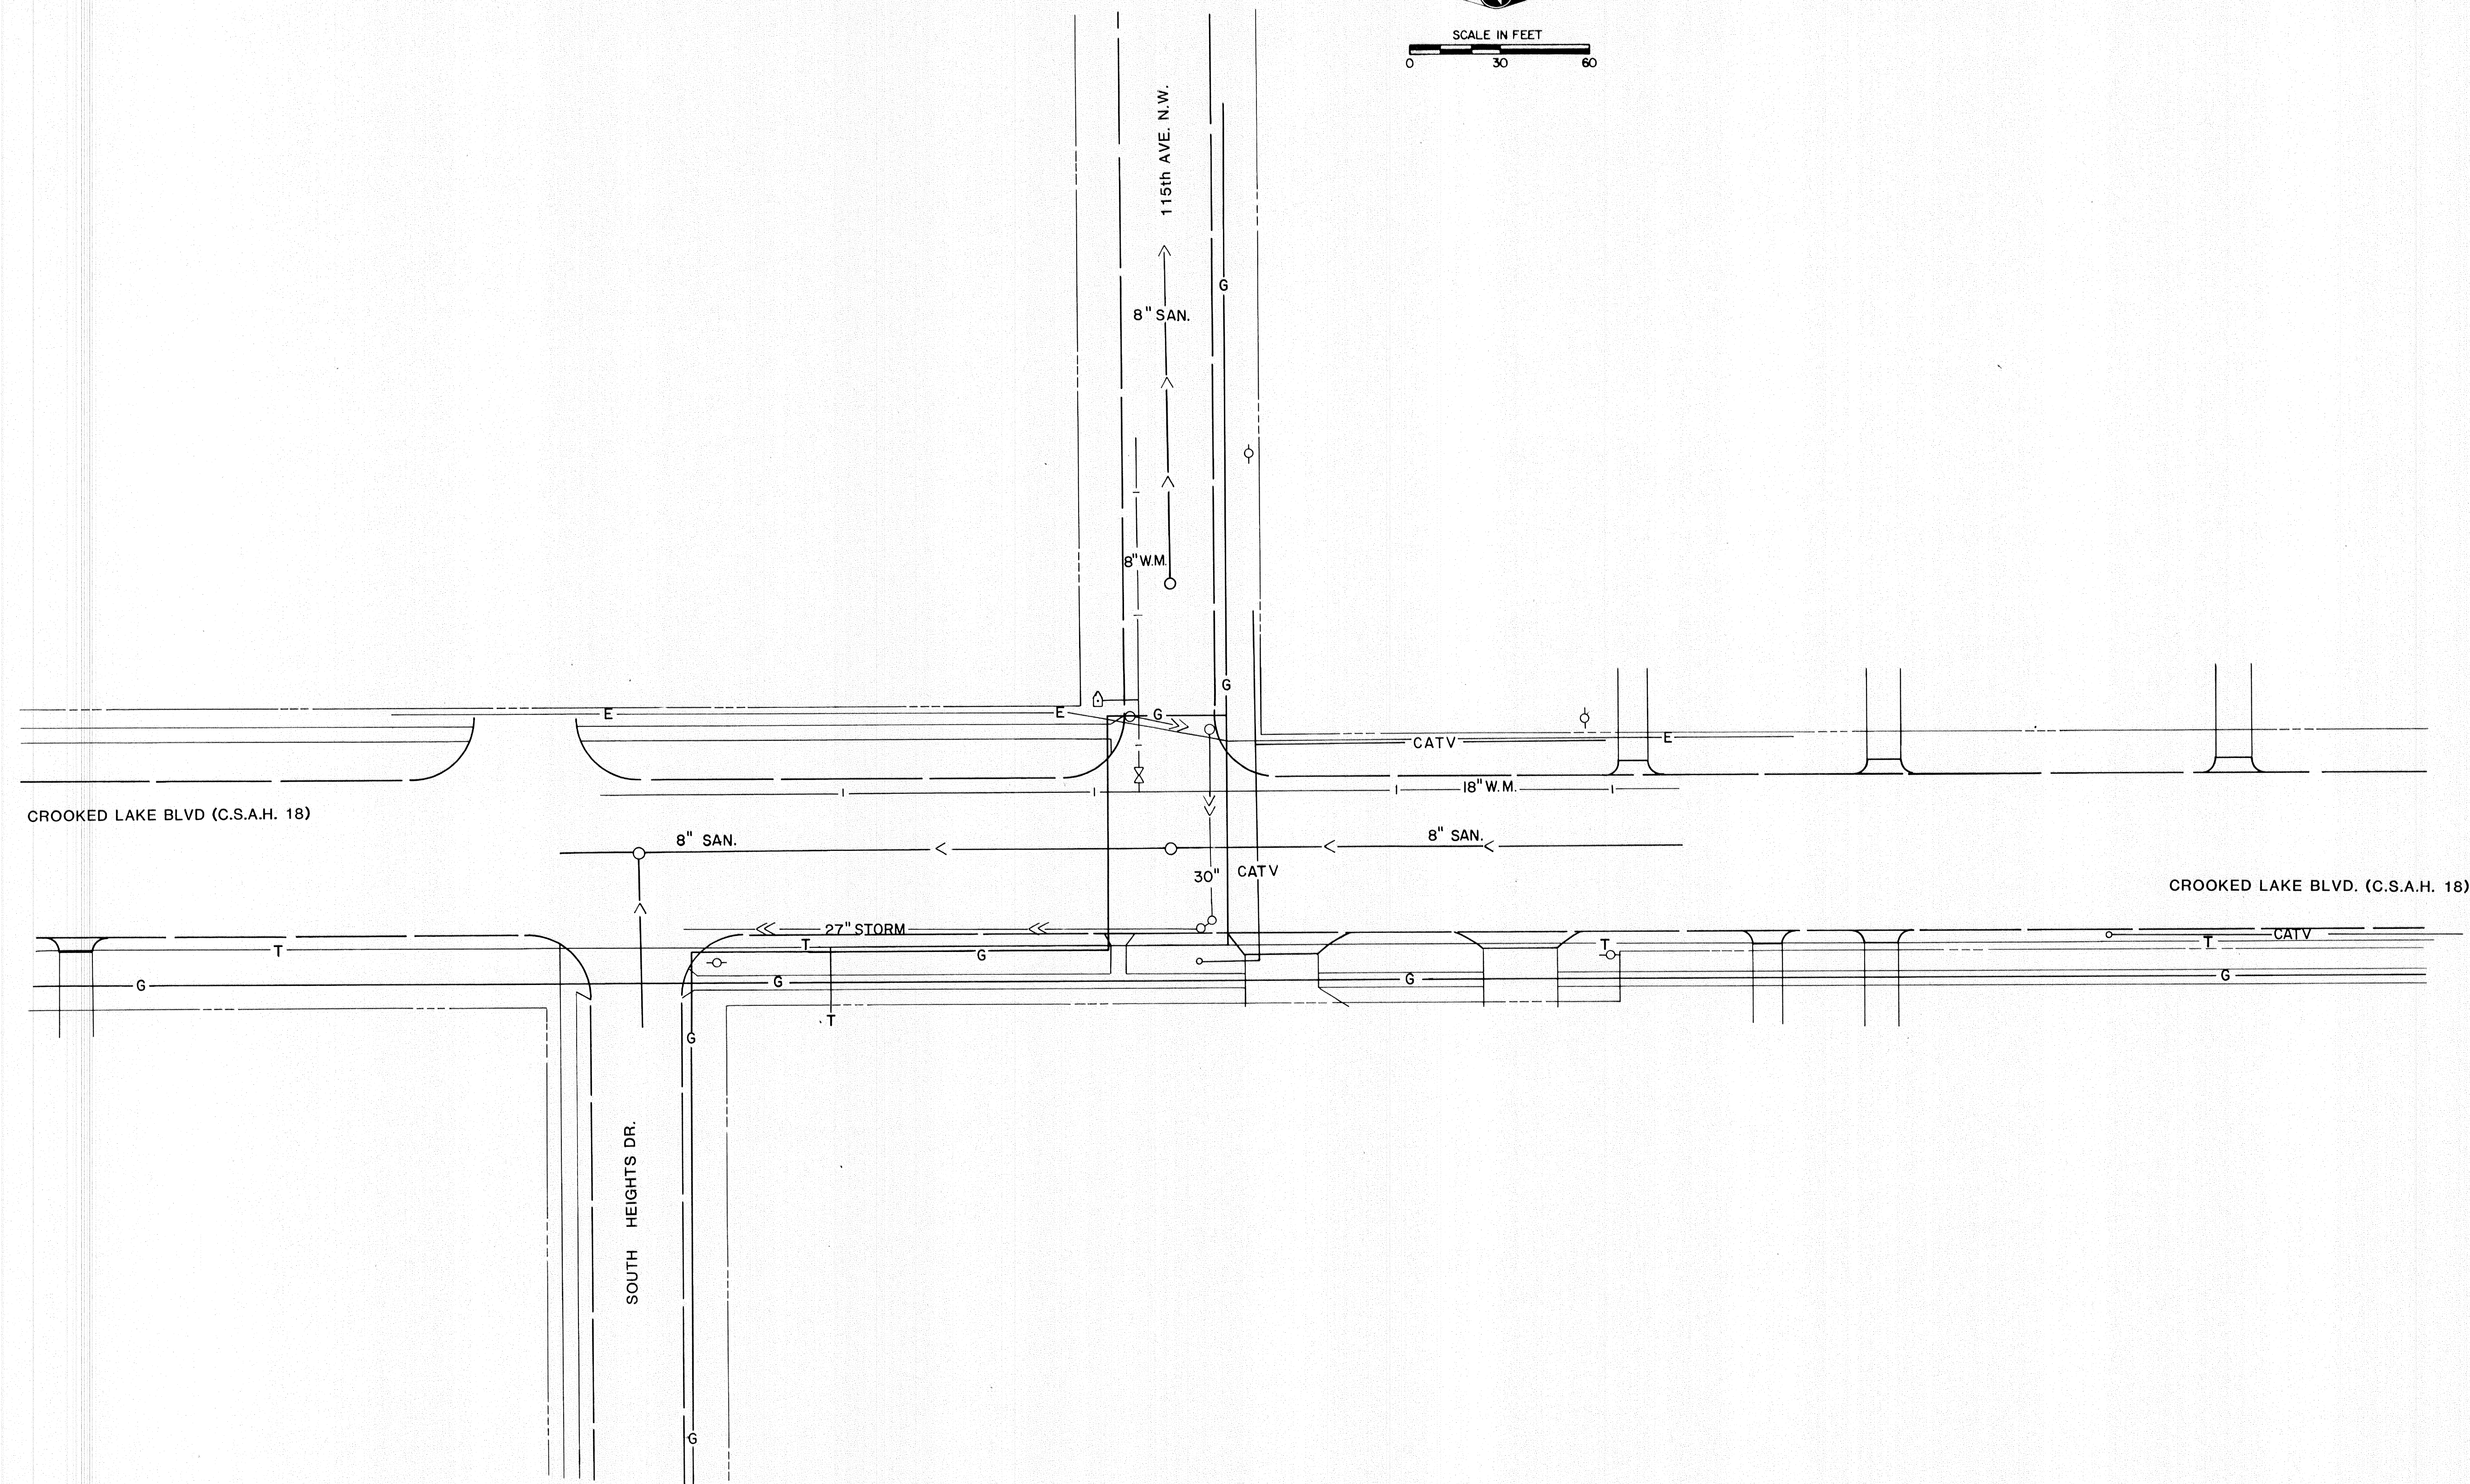 SCALE IN FEET
0 30 60
115th AVE. N.W.
G
8" SAN.
8" W.M.
G
E
E
G
CATV
E
18" W.M.
CROOKED LAKE BLVD (C.S.A.H. 18)
8" SAN.
8" SAN.
30"
CATV
CROOKED LAKE BLVD. (C.S.A.H. 18)
27" STORM
T
T
G
T
T
CATV
G
G
G
G
T
G
SOUTH HEIGHTS DR.
G